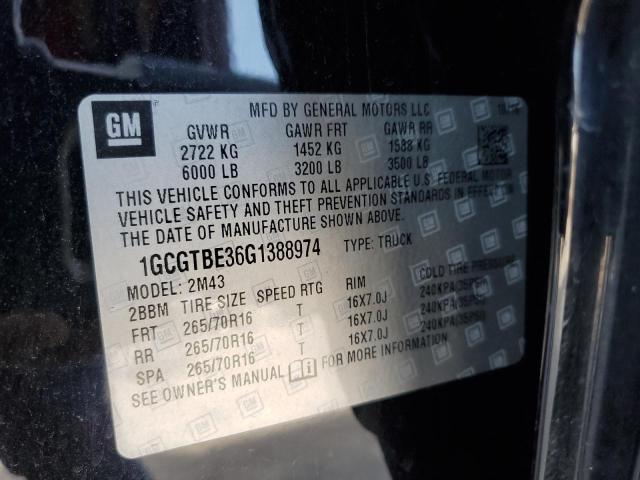 GM
MFD BY GENERAL MOTORS LLC
GVWR GAWR FRT GAWR RR
2722 KG 1452 KG 1588 KG
6000 LB 3200 LB 3500 LB
THIS VEHICLE CONFORMS TO ALL APPLICABLE U.S. FEDERAL MOTOR
VEHICLE SAFETY AND THEFT PREVENTION STANDARDS IN EFFECT ON
THE DATE OF MANUFACTURE SHOWN ABOVE.
1GCGTBE36G1388974 TYPE: TRUCK
MODEL: 2M43
2BBM TIRE SIZE SPEED RTG RIM COLD TIRE PRESSURE
FRT 265/70R16 T 16X7.0J 240KPA(35PSI)
RR 265/70R16 T 16X7.0J 240KPA(35PSI)
SPA 265/70R16 T 16X7.0J 240KPA(35PSI)
SEE OWNER'S MANUAL FOR MORE INFORMATION